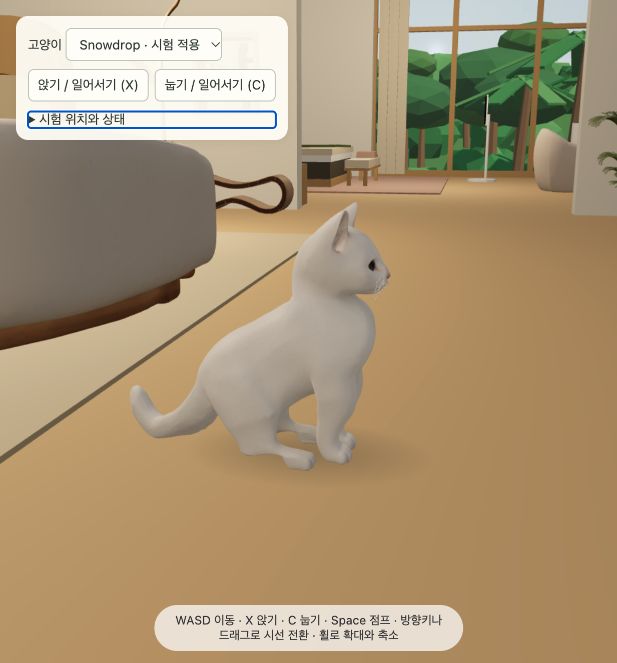 고양이 Snowdrop · 시험 적용
앉기 / 일어서기 (X) 눕기 / 일어서기 (C)
▶ 시험 위치와 상태
WASD 이동 · X 앉기 · C 눕기 · Space 점프 · 방향키나
드래그로 시선 전환 · 휠로 확대와 축소